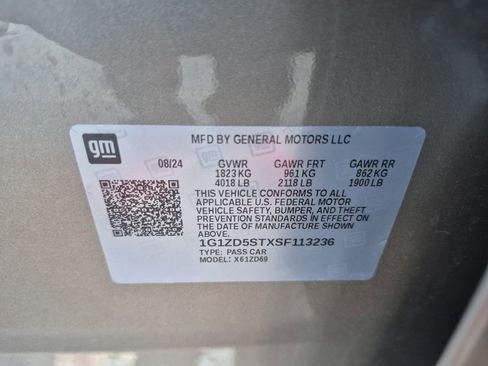 gm
MFD BY GENERAL MOTORS LLC
08/24 GVWR GAWR FRT GAWR RR
1823 KG 961 KG 862 KG
4018 LB 2118 LB 1900 LB
THIS VEHICLE CONFORMS TO ALL
APPLICABLE U.S. FEDERAL MOTOR
VEHICLE SAFETY, BUMPER, AND THEFT
PREVENTION STANDARDS IN EFFECT ON
THE DATE OF MANUFACTURE SHOWN
ABOVE.
1G1ZD5STXSF113236
TYPE: PASS CAR
MODEL: X61ZD69